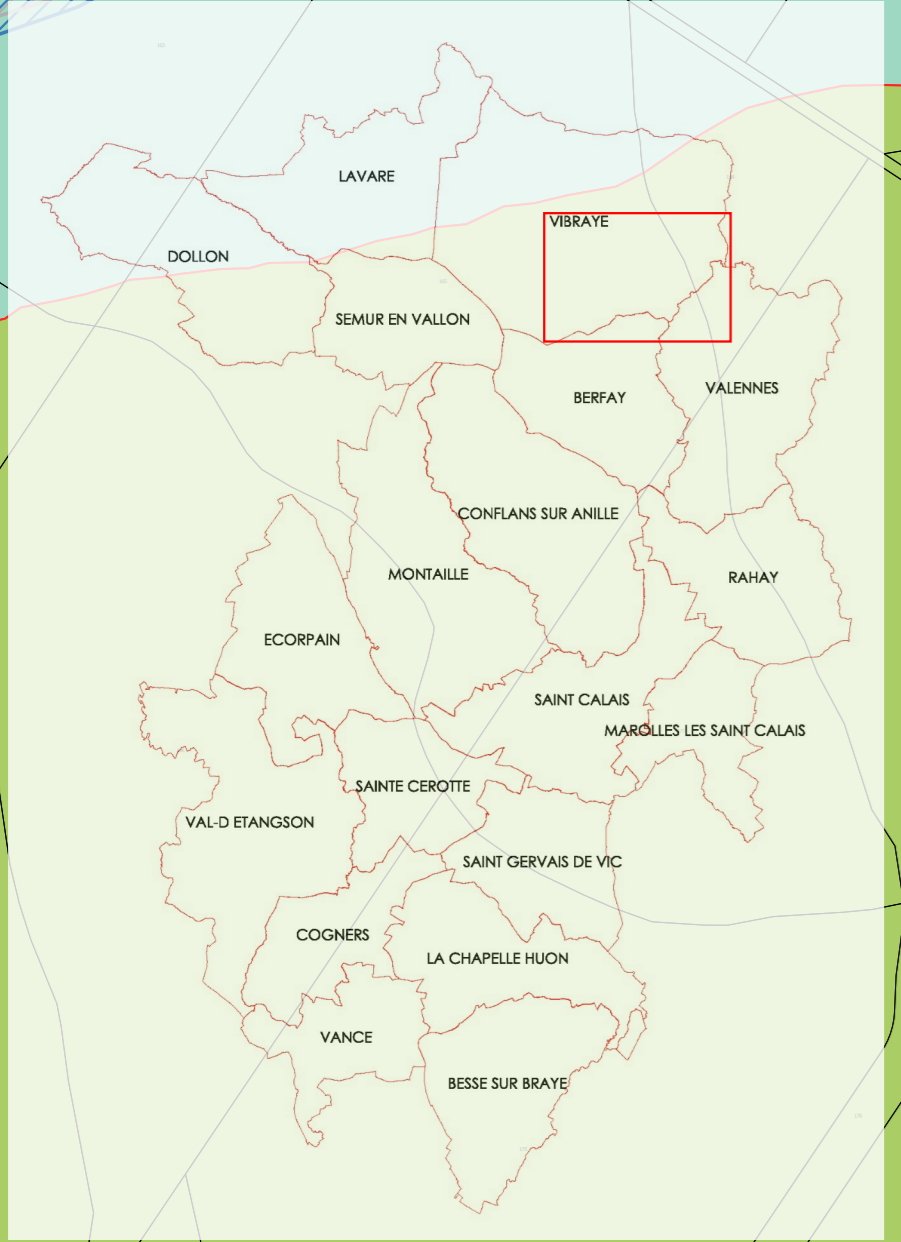 LAVARE
VIBRAYE
DOLLON
SEMUR EN VALLON
VALENNES
BERFAY
CONFLANS SUR ANILLE
MONTAILLE
RAHAY
ECORPAIN
SAINT CALAIS
MAROLLES LES SAINT CALAIS
SAINTE CEROTTE
VAL-D ETANGSON
SAINT GERVAIS DE VIC
COGNERS
LA CHAPELLE HUON
VANCE
BESSE SUR BRAYE